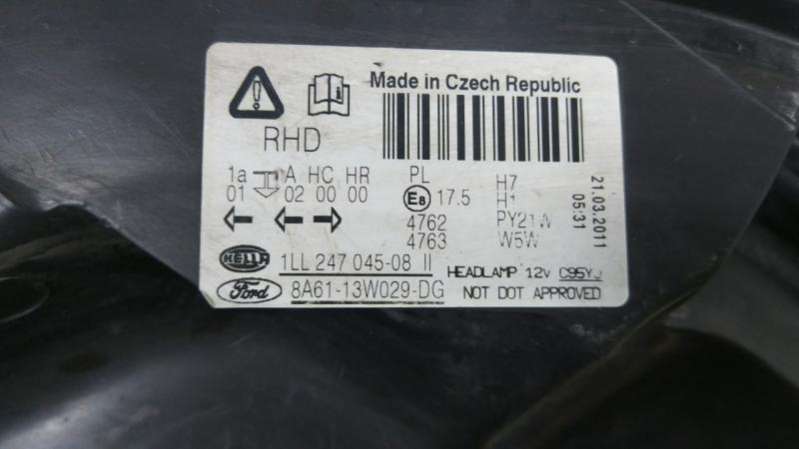 Made in Czech Republic
RHD
1a A HC HR PL H7
01 02 00 00 E8 17.5 H1
4762 PY21W
4763 W5W
21.03.2011
05:31
HELLA 1LL 247 045-08 II HEADLAMP 12V C95YJ
Ford 8A61-13W029-DG NOT DOT APPROVED